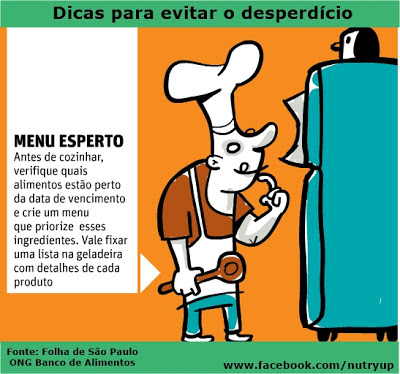 Dicas para evitar o desperdício
MENU ESPERTO
Antes de cozinhar,
verifique quais
alimentos estão perto
da data de vencimento
e crie um menu
que priorize esses
ingredientes. Vale fixar
uma lista na geladeira
com detalhes de cada
produto
Fonte: Folha de São Paulo
ONG Banco de Alimentos
www.facebook.com/nutryup